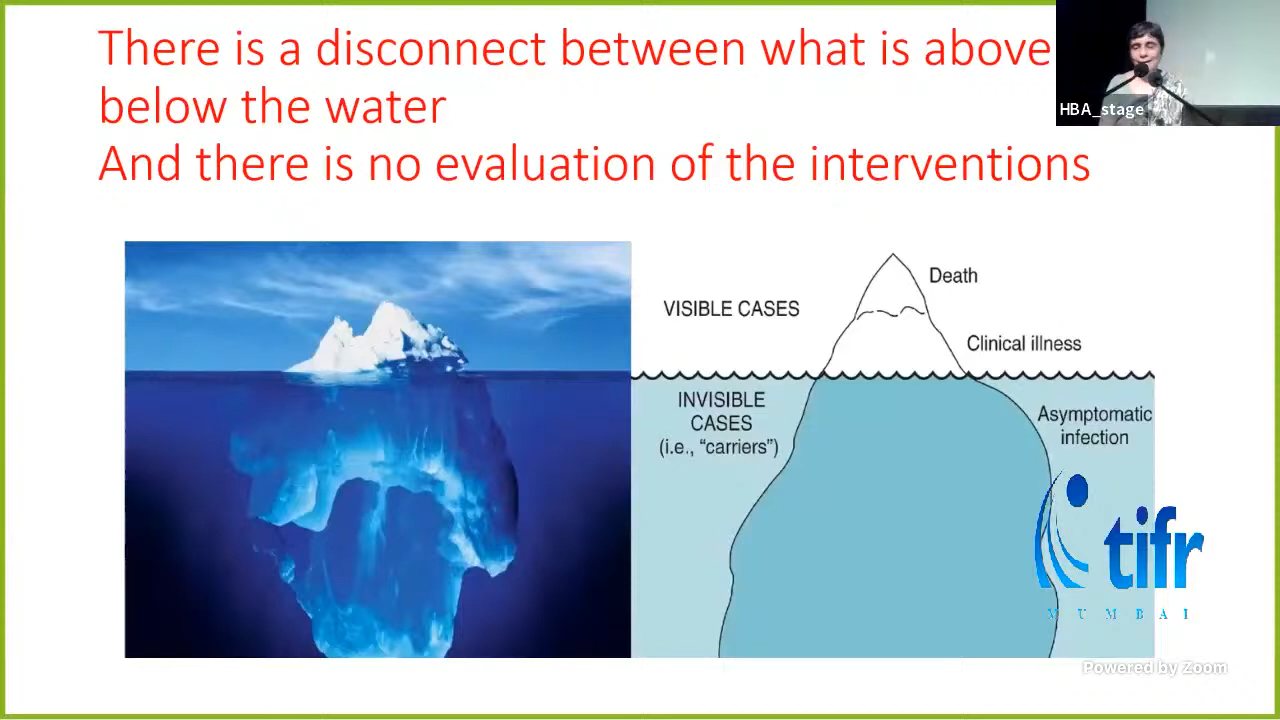 There is a disconnect between what is above
below the water
And there is no evaluation of the interventions
HBA_stage
VISIBLE CASES
Death
Clinical illness
INVISIBLE
CASES
(i.e., “carriers”)
Asymptomatic
infection
tifr
MUMBAI
Powered by Zoom